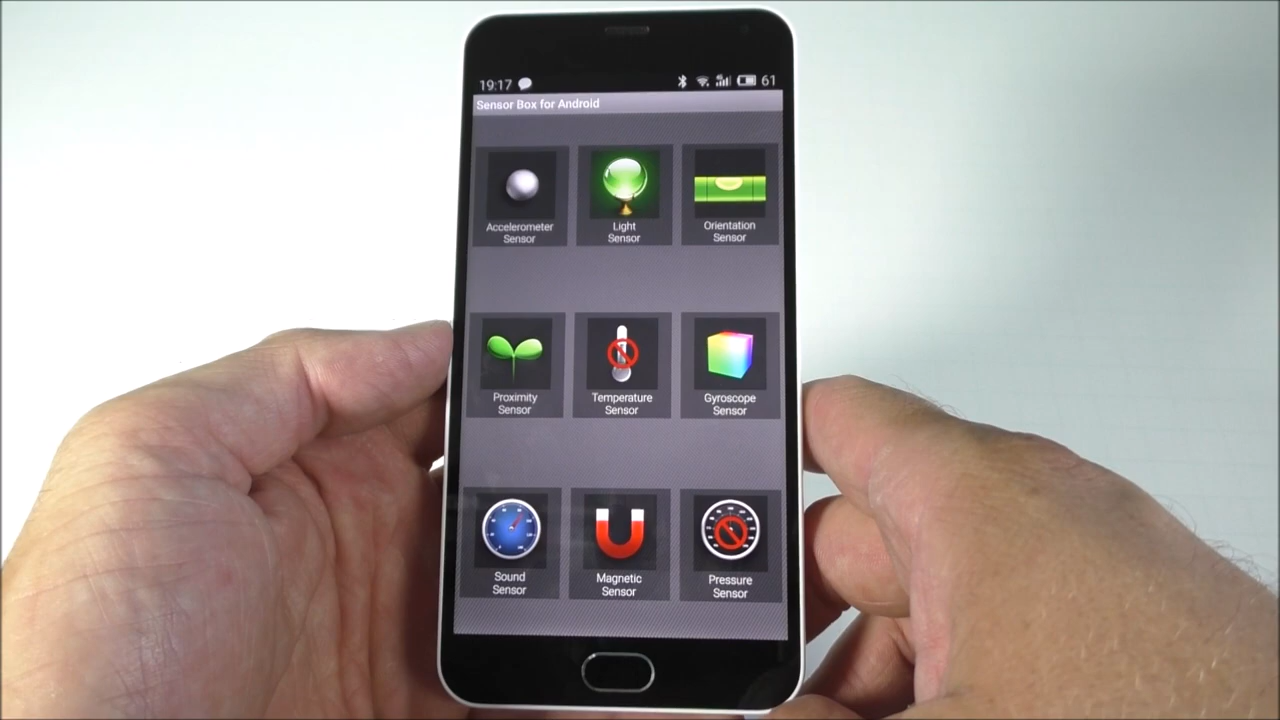 19:17
61
Sensor Box for Android
Accelerometer
Sensor
Light
Sensor
Orientation
Sensor
Proximity
Sensor
Temperature
Sensor
Gyroscope
Sensor
Sound
Sensor
Magnetic
Sensor
Pressure
Sensor